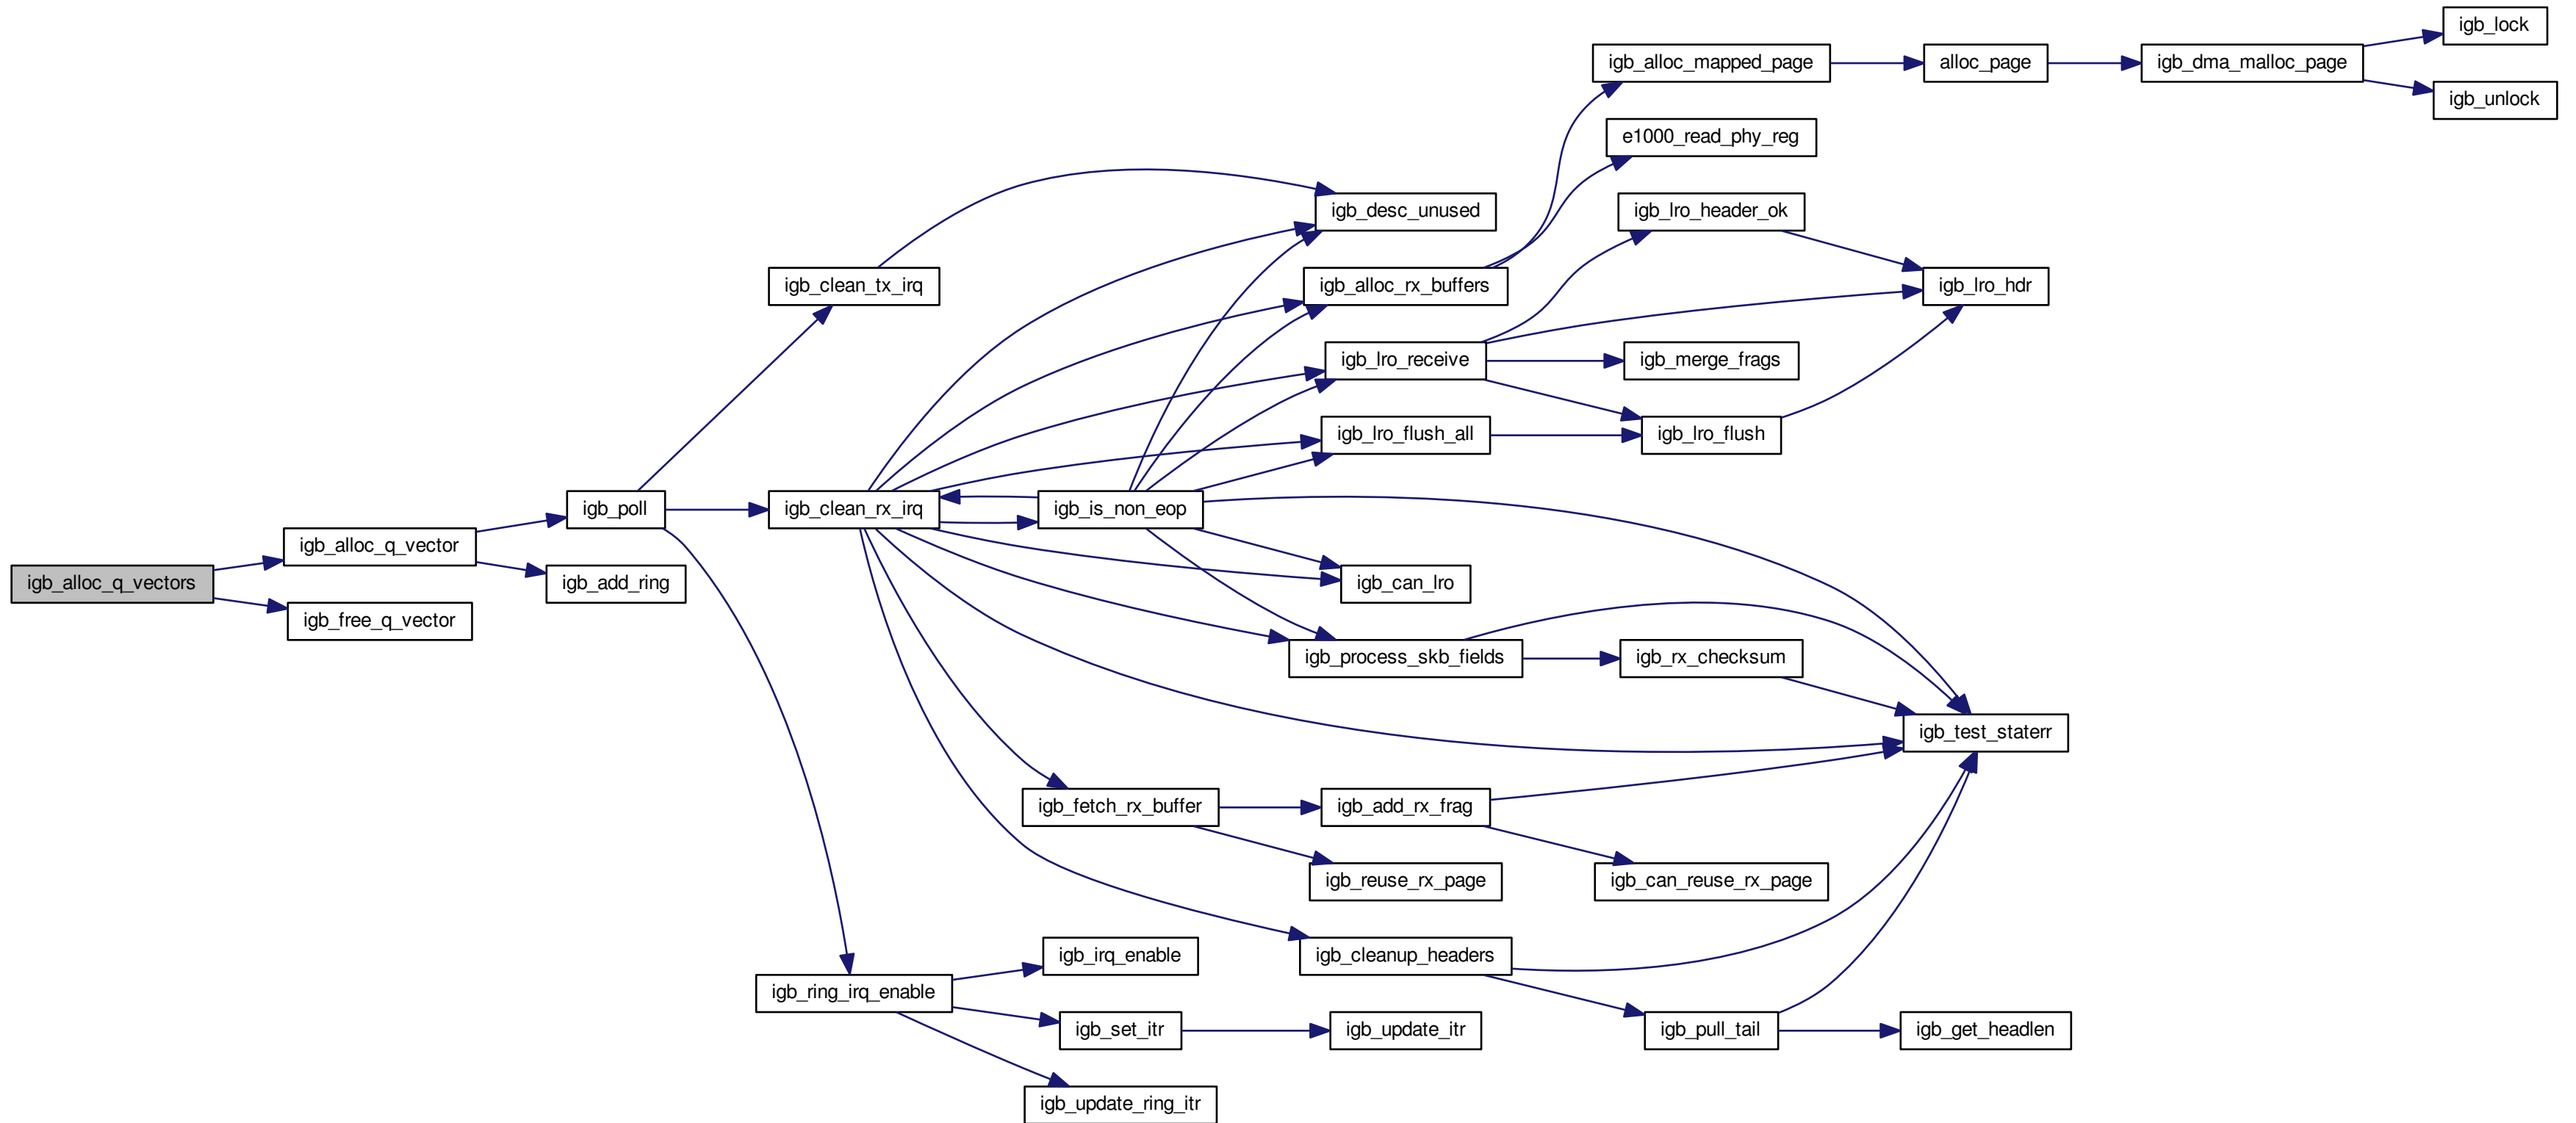 igb_lock
igb_alloc_mapped_page
alloc_page
igb_dma_malloc_page
igb_unlock
e1000_read_phy_reg
igb_desc_unused
igb_lro_header_ok
igb_clean_tx_irq
igb_alloc_rx_buffers
igb_lro_hdr
igb_lro_receive
igb_merge_frags
igb_lro_flush_all
igb_lro_flush
igb_poll
igb_clean_rx_irq
igb_is_non_eop
igb_alloc_q_vector
igb_alloc_q_vectors
igb_add_ring
igb_can_lro
igb_free_q_vector
igb_process_skb_fields
igb_rx_checksum
igb_test_staterr
igb_fetch_rx_buffer
igb_add_rx_frag
igb_reuse_rx_page
igb_can_reuse_rx_page
igb_irq_enable
igb_cleanup_headers
igb_ring_irq_enable
igb_set_itr
igb_update_itr
igb_pull_tail
igb_get_headlen
igb_update_ring_itr